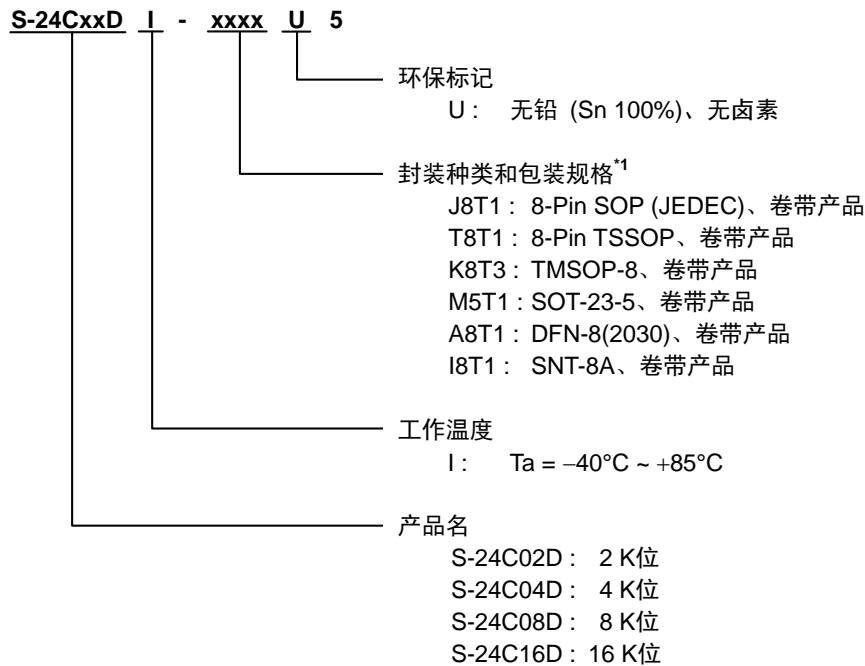 S-24CxxD I - xxxx U 5
环保标记
U : 无铅 (Sn 100%)、无卤素
封装种类和包装规格*1
J8T1 : 8-Pin SOP (JEDEC)、卷带产品
T8T1 : 8-Pin TSSOP、卷带产品
K8T3 : TMSOP-8、卷带产品
M5T1 : SOT-23-5、卷带产品
A8T1 : DFN-8(2030)、卷带产品
I8T1 : SNT-8A、卷带产品
工作温度
I : Ta = −40°C ~ +85°C
产品名
S-24C02D : 2 K位
S-24C04D : 4 K位
S-24C08D : 8 K位
S-24C16D : 16 K位